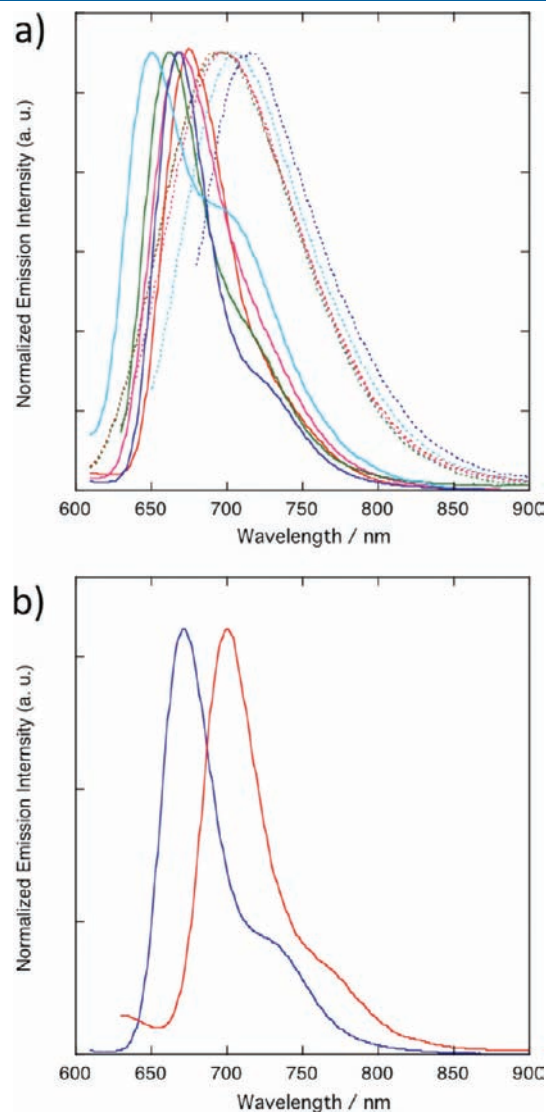 a)
Normalized Emission Intensity (a. u.)
600 650 700 750 800 850 900
Wavelength / nm
b)
Normalized Emission Intensity (a. u.)
600 650 700 750 800 850 900
Wavelength / nm